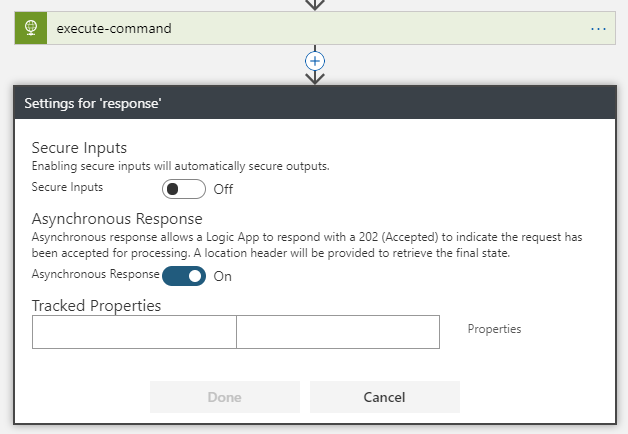 execute-command
Settings for 'response'
Secure Inputs
Enabling secure inputs will automatically secure outputs.
Secure Inputs Off
Asynchronous Response
Asynchronous response allows a Logic App to respond with a 202 (Accepted) to indicate the request has
been accepted for processing. A location header will be provided to retrieve the final state.
Asynchronous Response On
Tracked Properties
Properties
Done Cancel